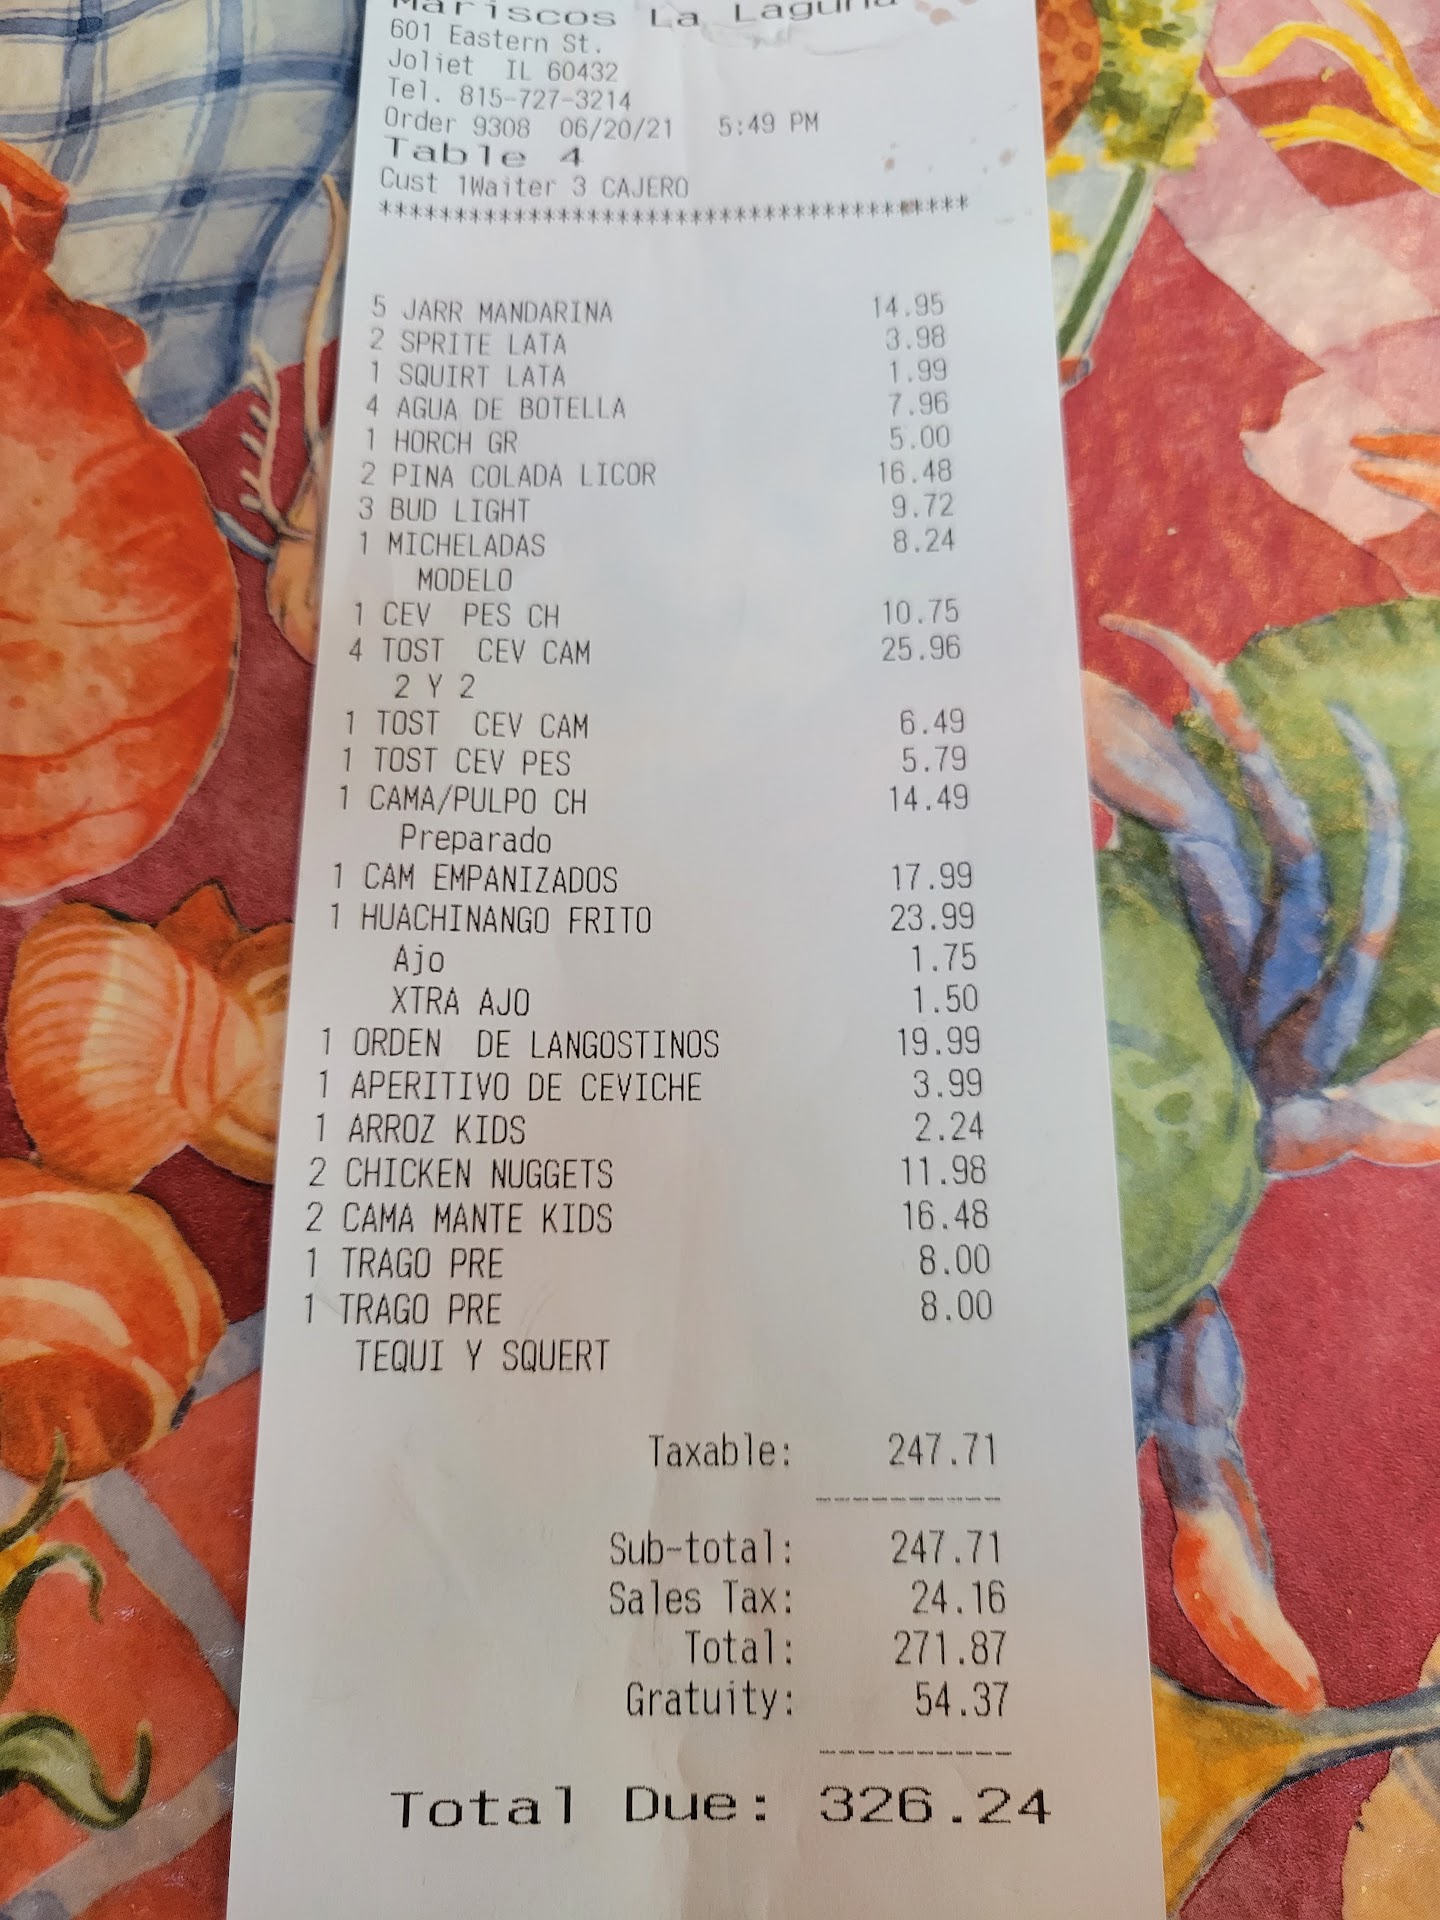 Mariscos La Laguna
601 Eastern St.
Joliet IL 60432
Tel. 815-727-3214
Order 9308 06/20/21 5:49 PM
Table 4
Cust 1Waiter 3 CAJERO
***************************************
5 JARR MANDARINA 14.95
2 SPRITE LATA 3.98
1 SQUIRT LATA 1.99
4 AGUA DE BOTELLA 7.96
1 HORCH GR 5.00
2 PINA COLADA LICOR 16.48
3 BUD LIGHT 9.72
1 MICHELADAS 8.24
MODELO
1 CEV PES CH 10.75
4 TOST CEV CAM 25.96
2 Y 2
1 TOST CEV CAM 6.49
1 TOST CEV PES 5.79
1 CAMA/PULPO CH 14.49
Preparado
1 CAM EMPANIZADOS 17.99
1 HUACHINANGO FRITO 23.99
Ajo 1.75
XTRA AJO 1.50
1 ORDEN DE LANGOSTINOS 19.99
1 APERITIVO DE CEVICHE 3.99
1 ARROZ KIDS 2.24
2 CHICKEN NUGGETS 11.98
2 CAMA MANTE KIDS 16.48
1 TRAGO PRE 8.00
1 TRAGO PRE 8.00
TEQUI Y SQUERT
Taxable: 247.71
Sub-total: 247.71
Sales Tax: 24.16
Total: 271.87
Gratuity: 54.37
Total Due: 326.24